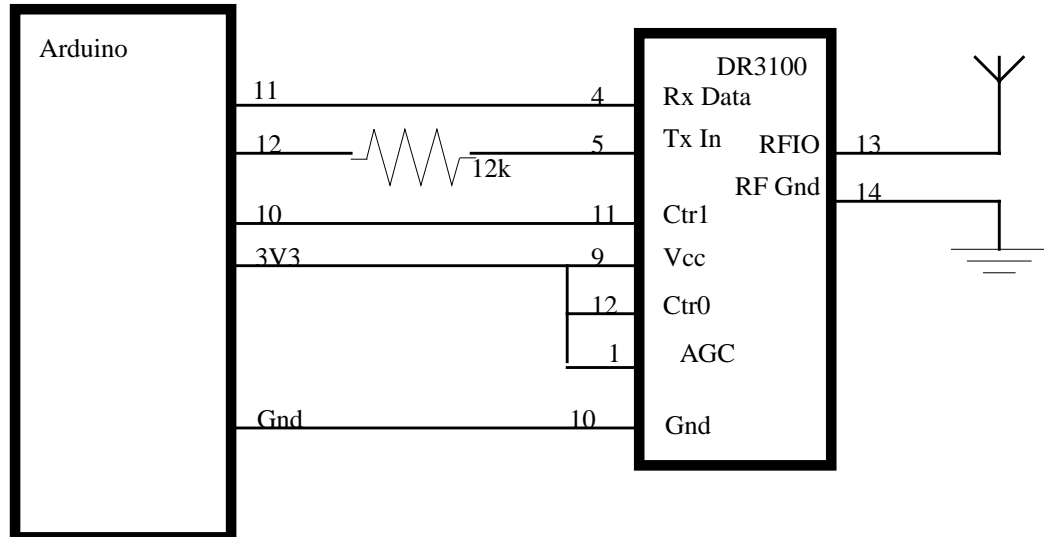 Arduino
DR3100
11
4
Rx Data
12
12k
5
Tx In
RFIO
13
RF Gnd
14
10
11
Ctr1
3V3
9
Vcc
12
Ctr0
1
AGC
Gnd
10
Gnd